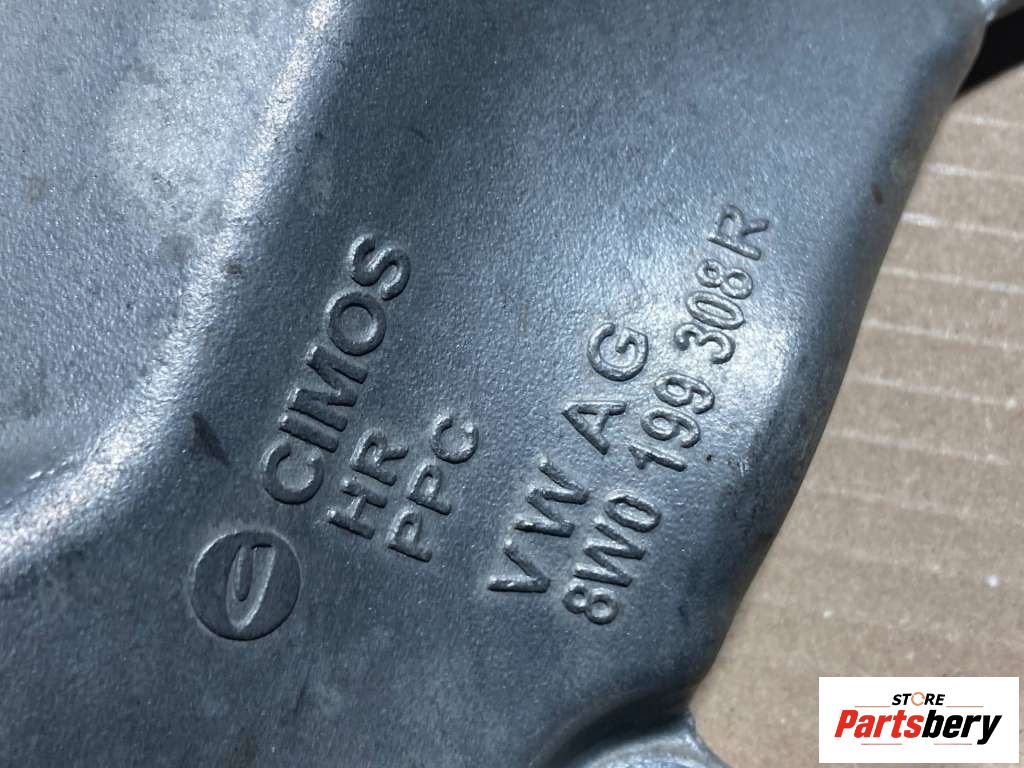 CIMOS
HR
PPC
VW AG
8W0 199 308 R
STORE
Partsbery